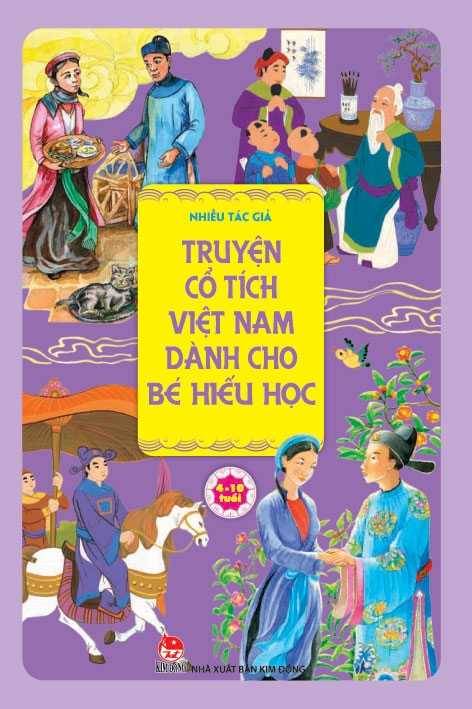 NHIỀU TÁC GIẢ
TRUYỆN
CỔ TÍCH
VIỆT NAM
DÀNH CHO
BÉ HIẾU HỌC
4-10
tuổi
KIM ĐỒNG
NHÀ XUẤT BẢN KIM ĐỒNG